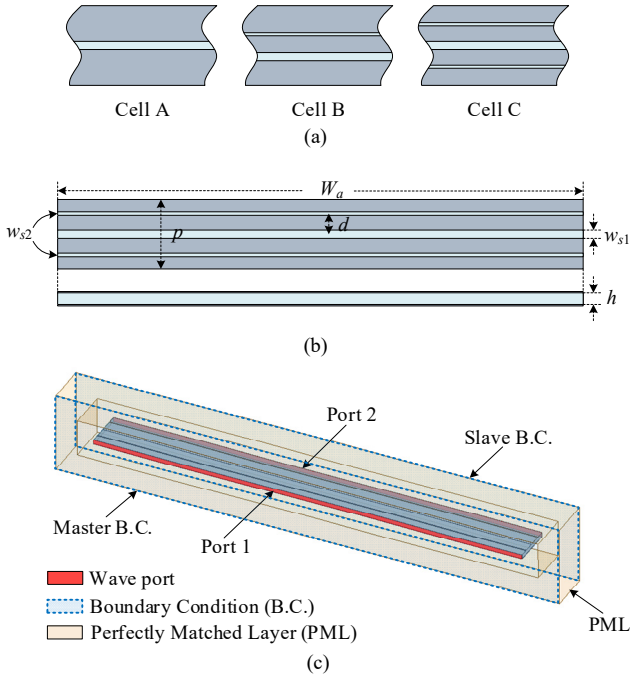 Cell A
Cell B
Cell C
(a)
Wa
ws2
p
d
ws1
h
(b)
Port 2
Slave B.C.
Master B.C.
Port 1
Wave port
Boundary Condition (B.C.)
Perfectly Matched Layer (PML)
PML
(c)